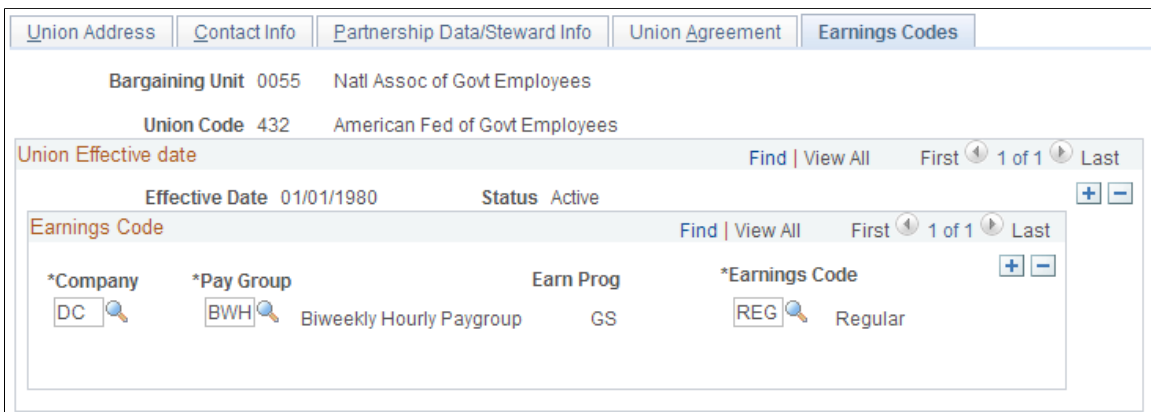 Union Address Contact Info Partnership Data/Steward Info Union Agreement Earnings Codes
Bargaining Unit 0055 Natl Assoc of Govt Employees
Union Code 432 American Fed of Govt Employees
Union Effective date Find | View All First 1 of 1 Last
Effective Date 01/01/1980 Status Active
Earnings Code Find | View All First 1 of 1 Last
*Company *Pay Group Earn Prog *Earnings Code
DC BWH Biweekly Hourly Paygroup GS REG Regular